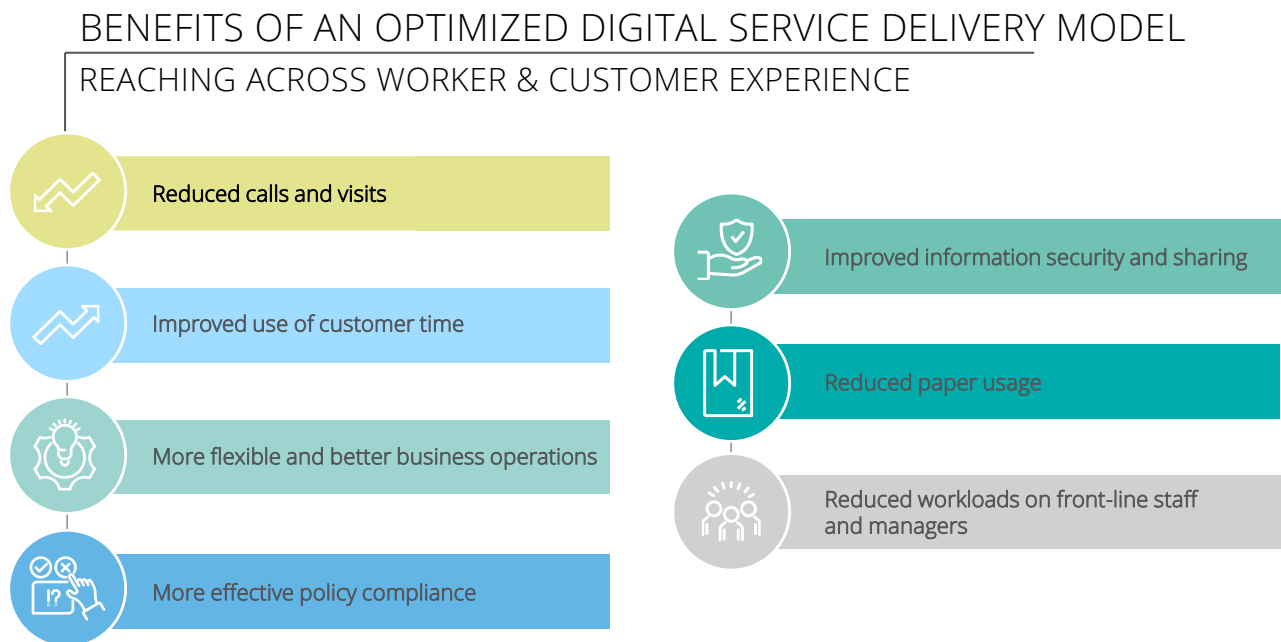 BENEFITS OF AN OPTIMIZED DIGITAL SERVICE DELIVERY MODEL
REACHING ACROSS WORKER & CUSTOMER EXPERIENCE
Reduced calls and visits
Improved use of customer time
More flexible and better business operations
!?
More effective policy compliance
Improved information security and sharing
Reduced paper usage
Reduced workloads on front-line staff
and managers